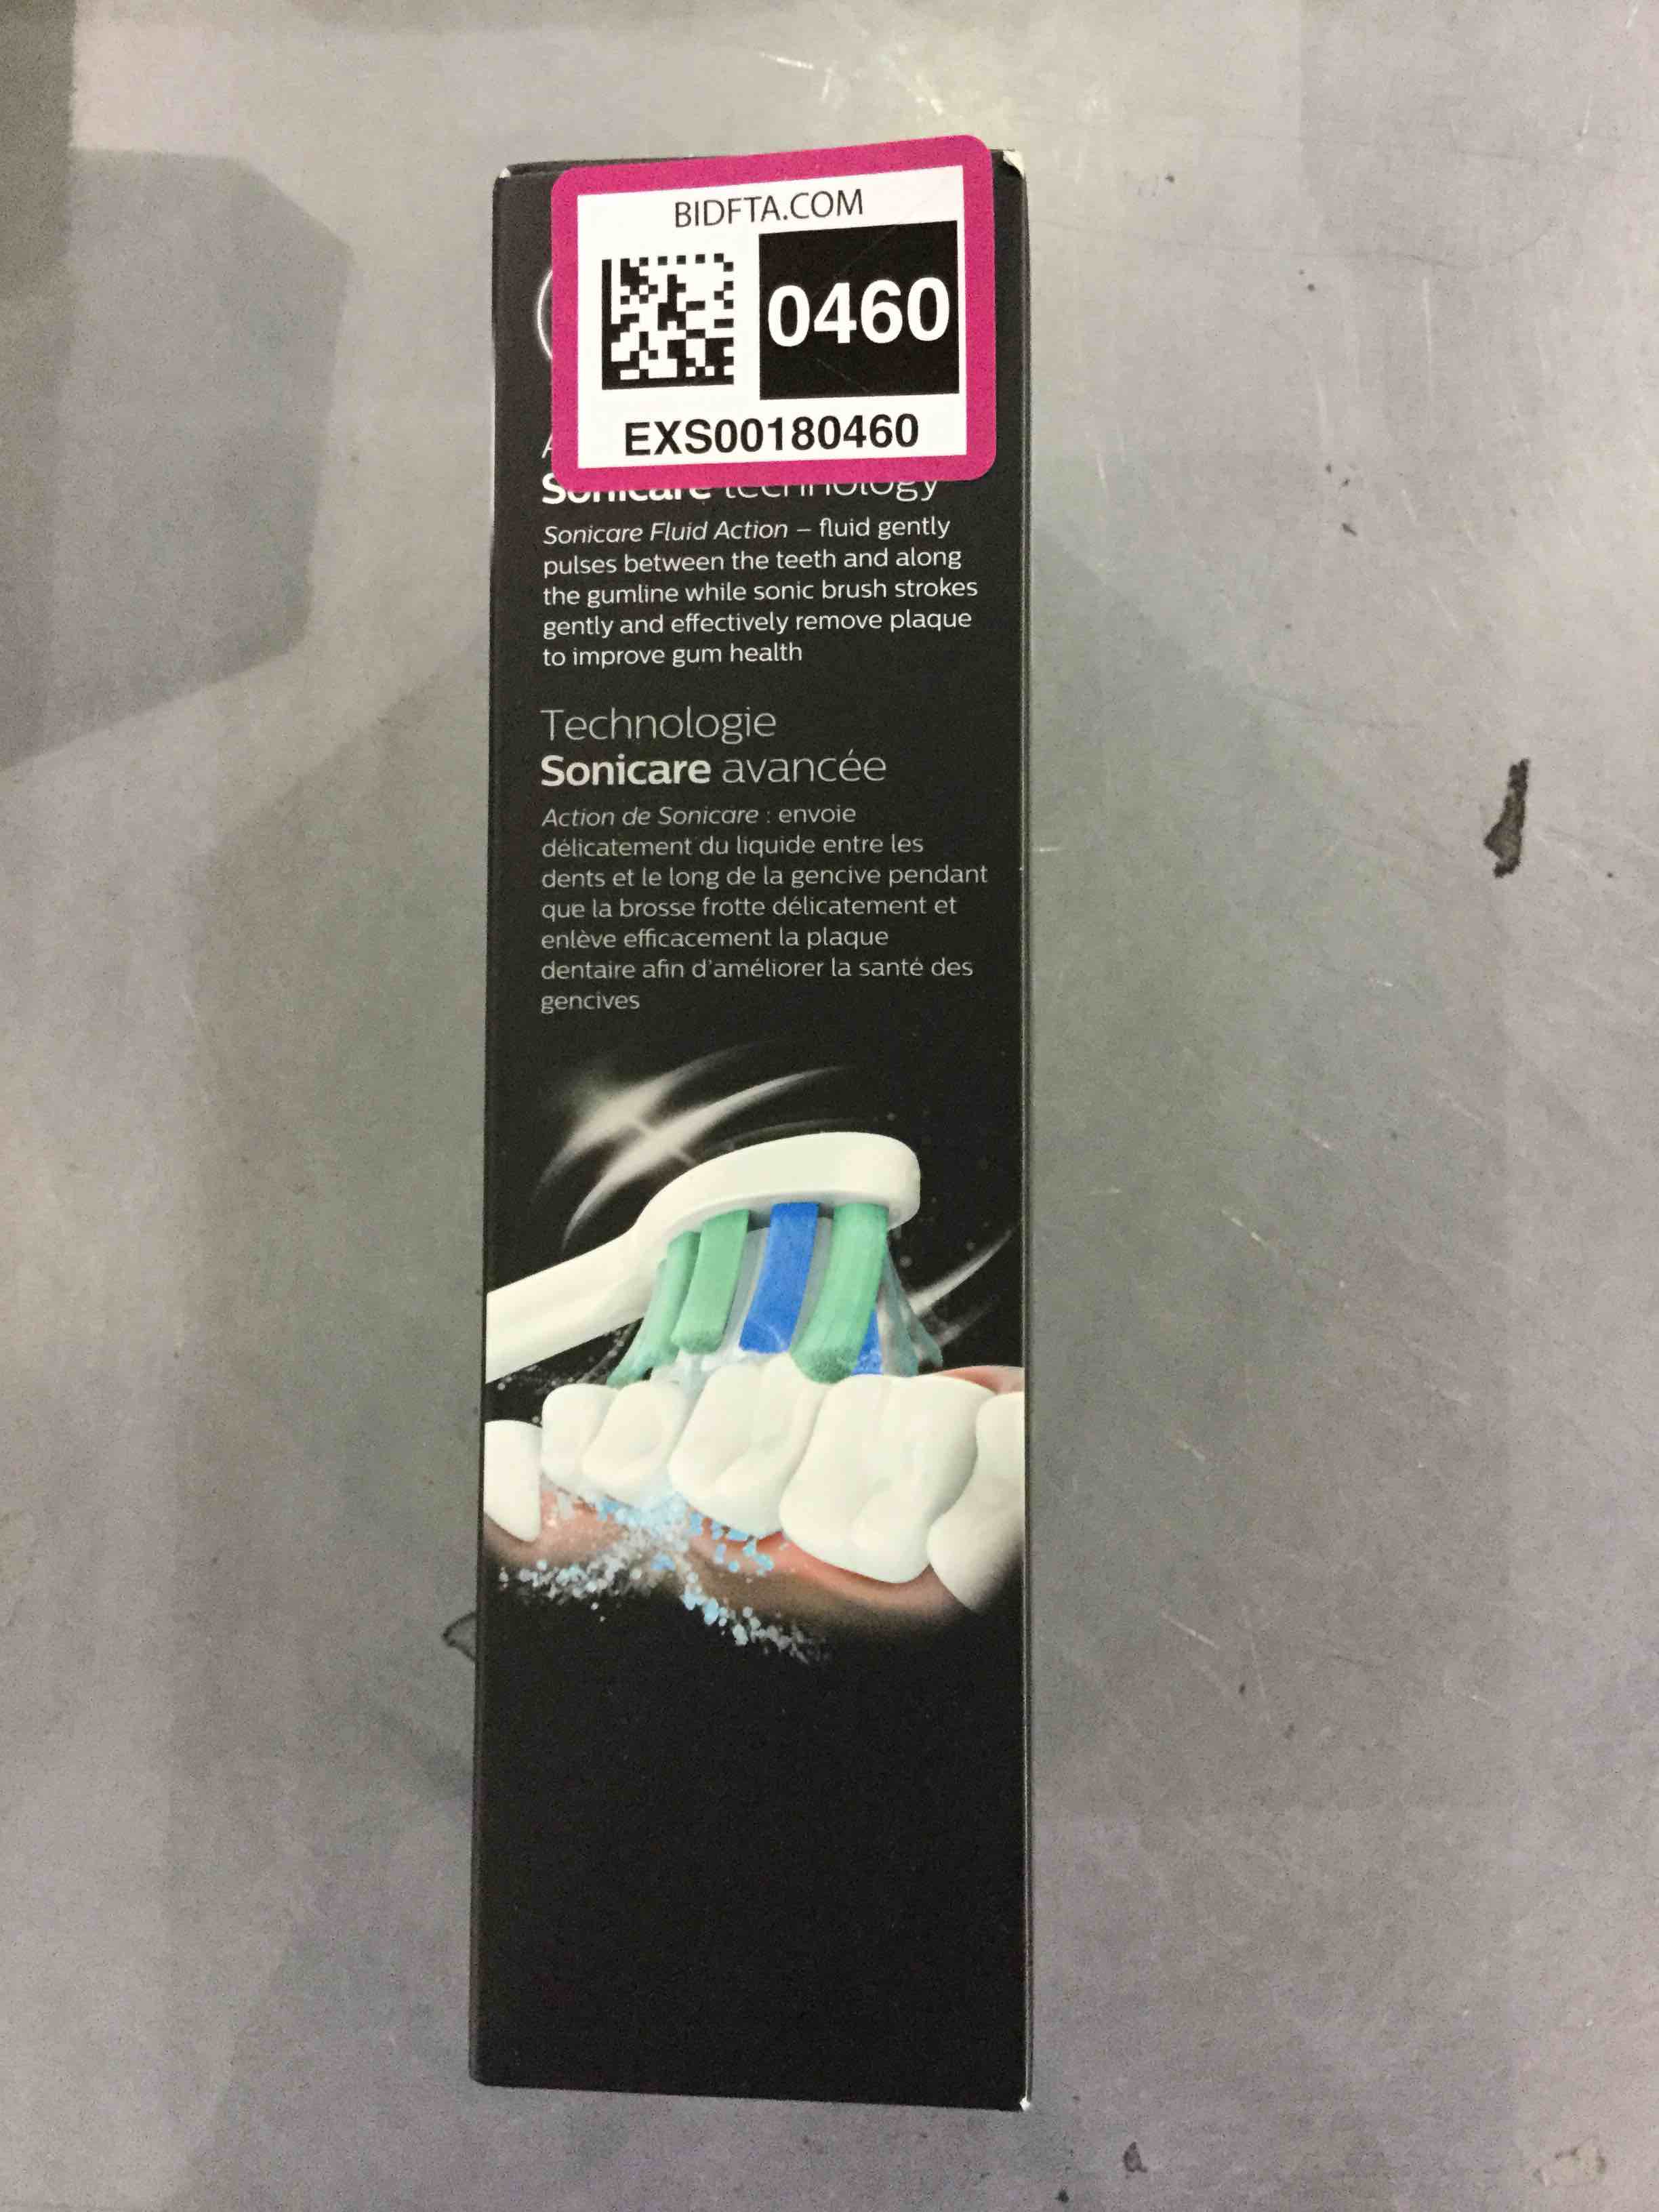 BIDFTA.COM
0460
EXS00180460
Sonicare technology
Sonicare Fluid Action – fluid gently
pulses between the teeth and along
the gumline while sonic brush strokes
gently and effectively remove plaque
to improve gum health
Technologie
Sonicare avancée
Action de Sonicare : envoie
délicatement du liquide entre les
dents et le long de la gencive pendant
que la brosse frotte délicatement et
enlève efficacement la plaque
dentaire afin d'améliorer la santé des
gencives